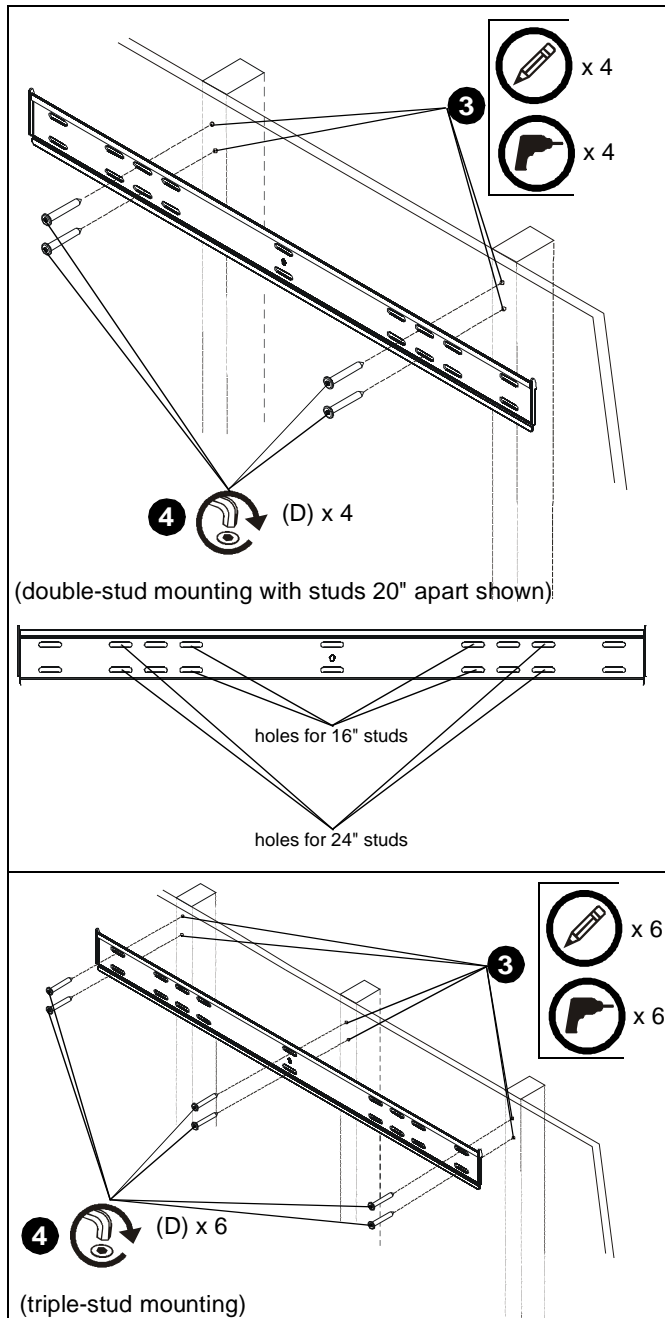 3
x 4
x 4
4
(D) x 4
(double-stud mounting with studs 20" apart shown)
holes for 16" studs
holes for 24" studs
x 6
3
x 6
4
(D) x 6
(triple-stud mounting)